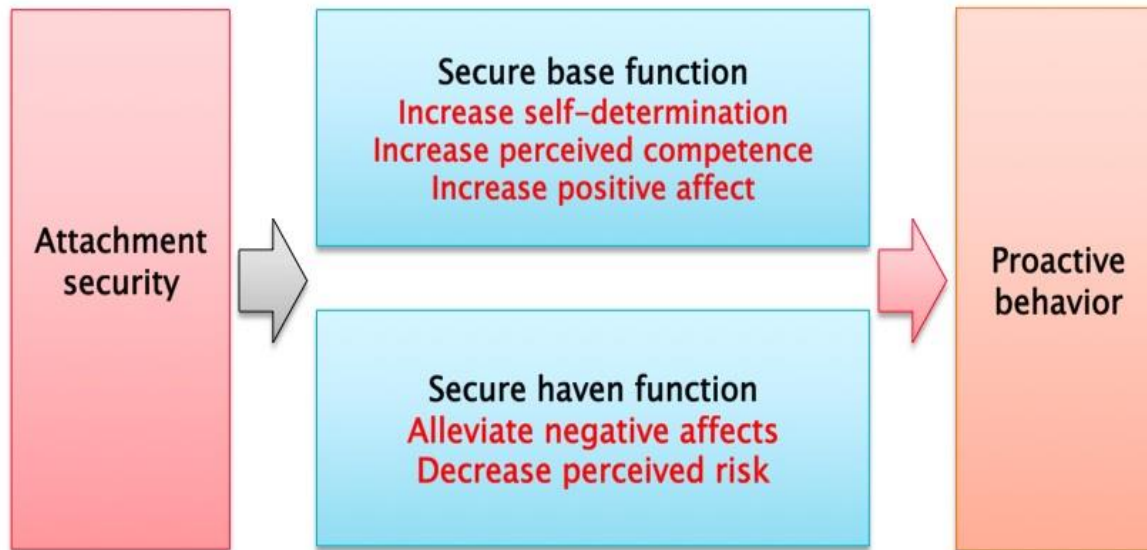 Attachment
security
Secure base function
Increase self-determination
Increase perceived competence
Increase positive affect
Secure haven function
Alleviate negative affects
Decrease perceived risk
Proactive
behavior